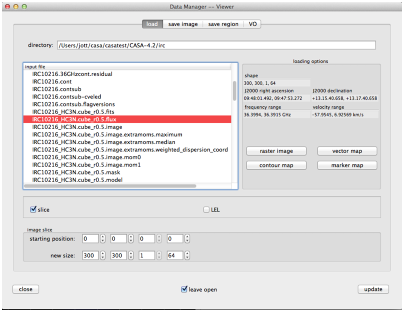 Data Manager -- Viewer
load save image save region VO
directory: /Users/jott/casa/casatest/CASA-4.2/irc
input file
IRC10216.36GHzcont.residual
IRC10216.cont
IRC10216.contsub
IRC10216.contsub-cveled
IRC10216.contsub.flagversions
IRC10216_HC3N.cube_r0.5.fits
IRC10216_HC3N.cube_r0.5.flux
IRC10216_HC3N.cube_r0.5.image
IRC10216_HC3N.cube_r0.5.image.extramoms.maximum
IRC10216_HC3N.cube_r0.5.image.extramoms.median
IRC10216_HC3N.cube_r0.5.image.extramoms.weighted_dispersion_coord
IRC10216_HC3N.cube_r0.5.image.mom0
IRC10216_HC3N.cube_r0.5.image.mom1
IRC10216_HC3N.cube_r0.5.mask
IRC10216_HC3N.cube_r0.5.model
loading options
shape
300, 300, 1, 64
J2000 right ascension J2000 declination
09:48:01.492, 09:47:53.272 +13.15.40.658, +13.17.40.658
frequency range velocity range
36.3994, 36.3915 GHz -57.9545, 6.92569 km/s
raster image vector map
contour map marker map
slice LEL
image slice
starting position: 0 0 0 0
new size: 300 300 1 64
close leave open update